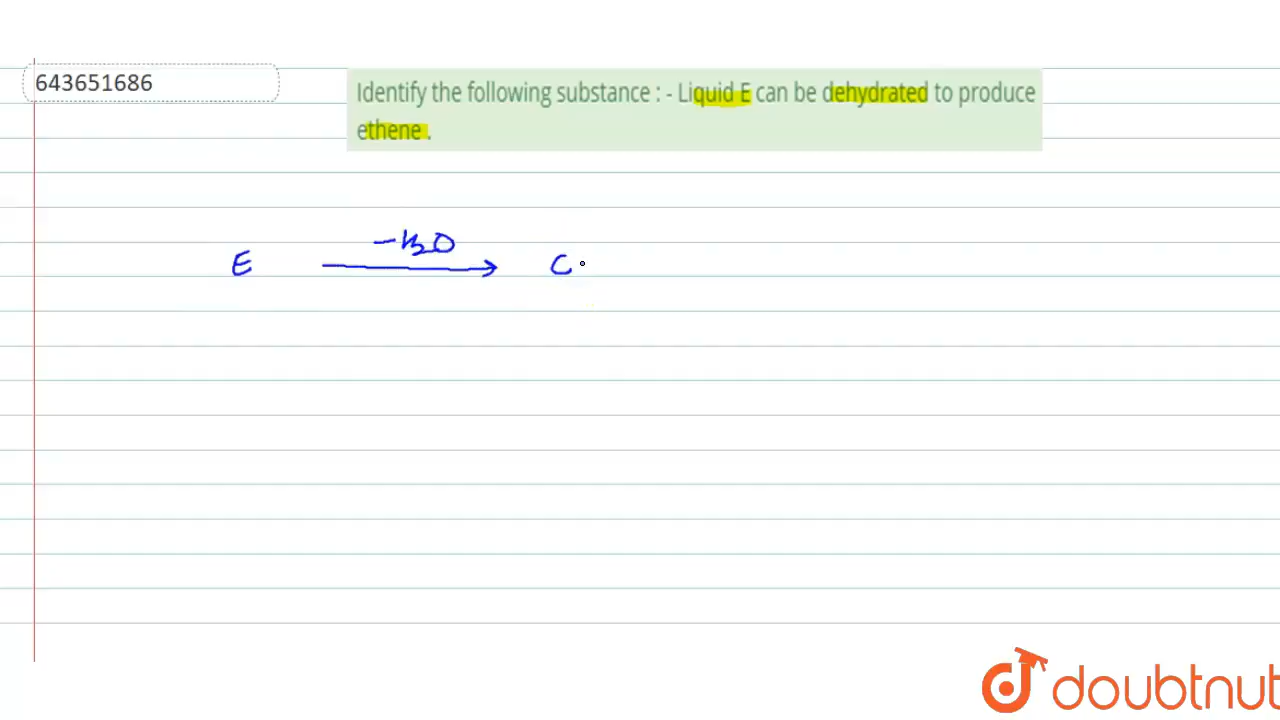 643651686
Identify the following substance : - Liquid E can be dehydrated to produce
ethene .
-H2O
E → C
doubtnut